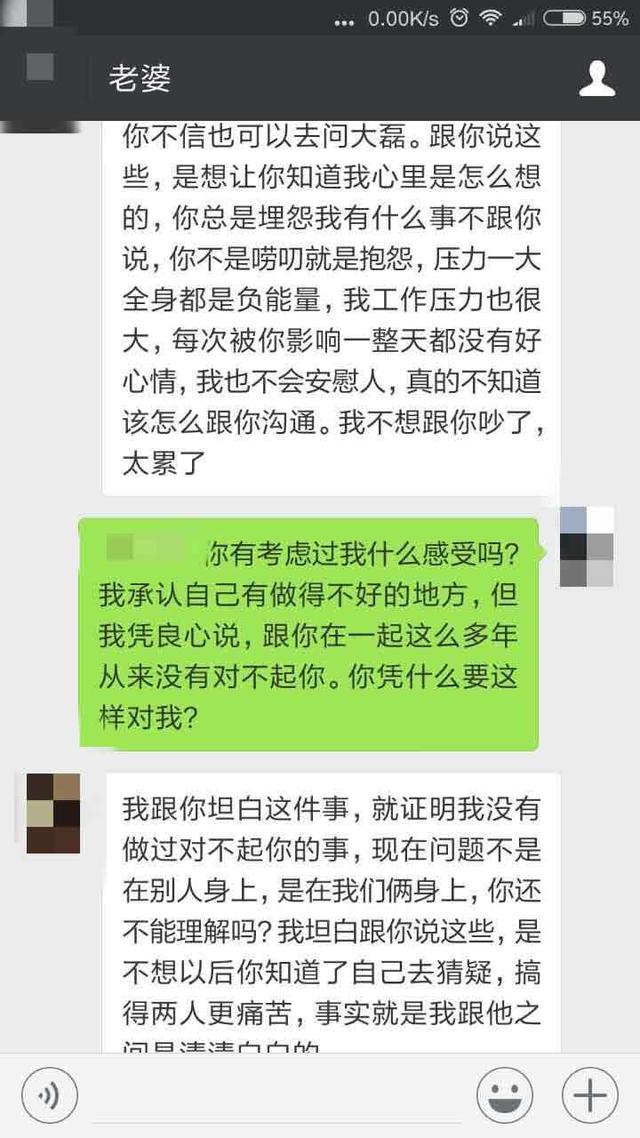 0.00K/s
55%
老婆
你不信也可以去问大磊。跟你说这
些，是想让你知道我心里是怎么想
的，你总是埋怨我有什么事不跟你
说，你不是唠叨就是抱怨，压力一大
全身都是负能量，我工作压力也很
大，每次被你影响一整天都没有好
心情，我也不会安慰人，真的不知道
该怎么跟你沟通。我不想跟你吵了，
太累了
你有考虑过我什么感受吗？
我承认自己有做得不好的地方，但
我凭良心说，跟你在一起这么多年
从来没有对不起你。你凭什么要这
样对我？
我跟你坦白这件事，就证明我没有
做过对不起你的事，现在问题不是
在别人身上，是在我们俩身上，你还
不能理解吗？我坦白跟你说这些，是
不想以后你知道了自己去猜疑，搞
得两人更痛苦，事实就是我跟他之
间是清清白白的